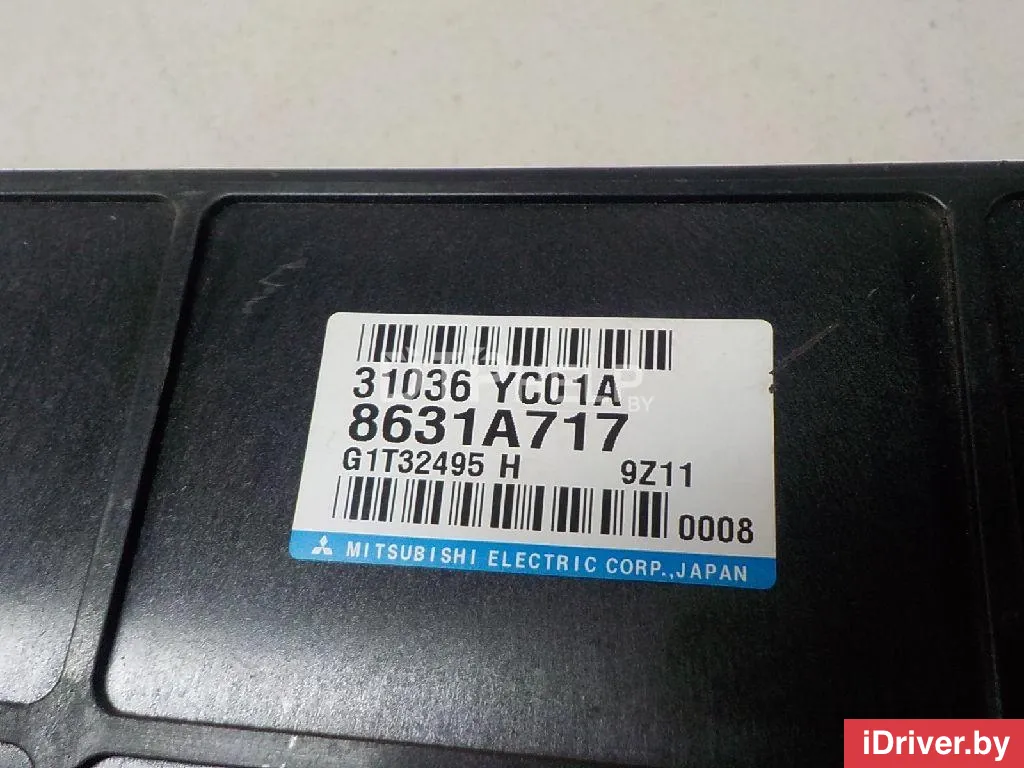 31036 YC01A
8631A717
G1T32495 H 9Z11
0008
MITSUBISHI ELECTRIC CORP.,JAPAN
iDriver.by